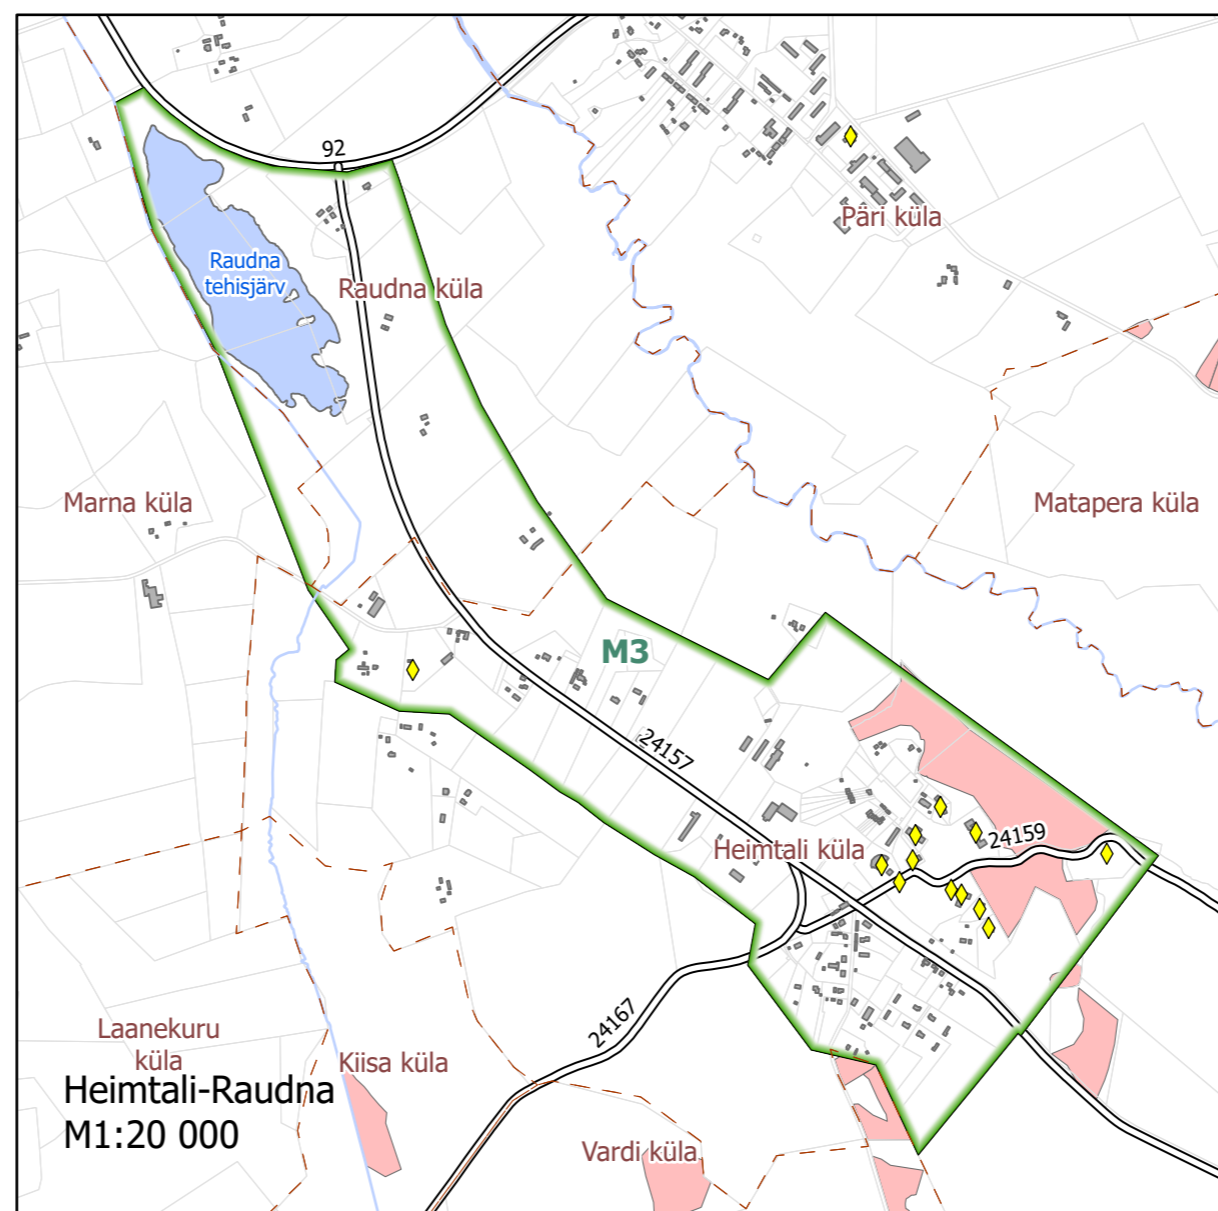 92
Päri küla
Raudna
tehisjärv
Raudna küla
Marna küla
Matapera küla
M3
24157
24159
Heimtali küla
24167
Laanekuru
küla
Kiisa küla
Heimtali-Raudna
M1:20 000
Vardi küla